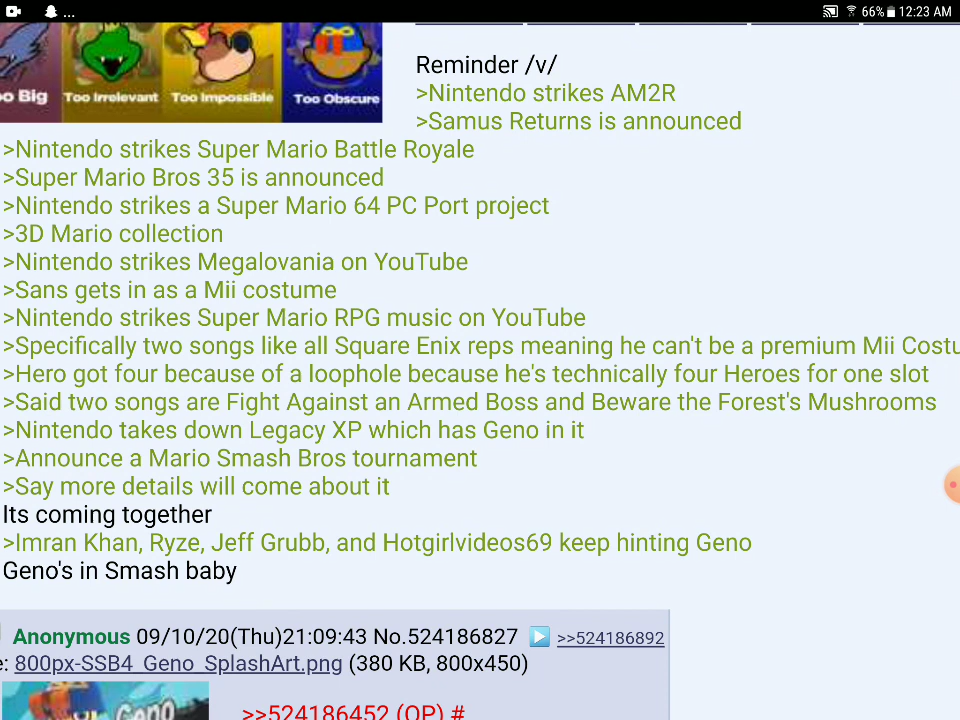 66% 12:23 AM
Too Big
Too Irrelevant
Too Impossible
Too Obscure
Reminder /v/
>Nintendo strikes AM2R
>Samus Returns is announced
>Nintendo strikes Super Mario Battle Royale
>Super Mario Bros 35 is announced
>Nintendo strikes a Super Mario 64 PC Port project
>3D Mario collection
>Nintendo strikes Megalovania on YouTube
>Sans gets in as a Mii costume
>Nintendo strikes Super Mario RPG music on YouTube
>Specifically two songs like all Square Enix reps meaning he can't be a premium Mii Costu
>Hero got four because of a loophole because he's technically four Heroes for one slot
>Said two songs are Fight Against an Armed Boss and Beware the Forest's Mushrooms
>Nintendo takes down Legacy XP which has Geno in it
>Announce a Mario Smash Bros tournament
>Say more details will come about it
Its coming together
>Imran Khan, Ryze, Jeff Grubb, and Hotgirlvideos69 keep hinting Geno
Geno's in Smash baby
Anonymous 09/10/20(Thu)21:09:43 No.524186827 >>524186892
e: 800px-SSB4_Geno_SplashArt.png (380 KB, 800x450)
Geno
>>524186452 (OP) #